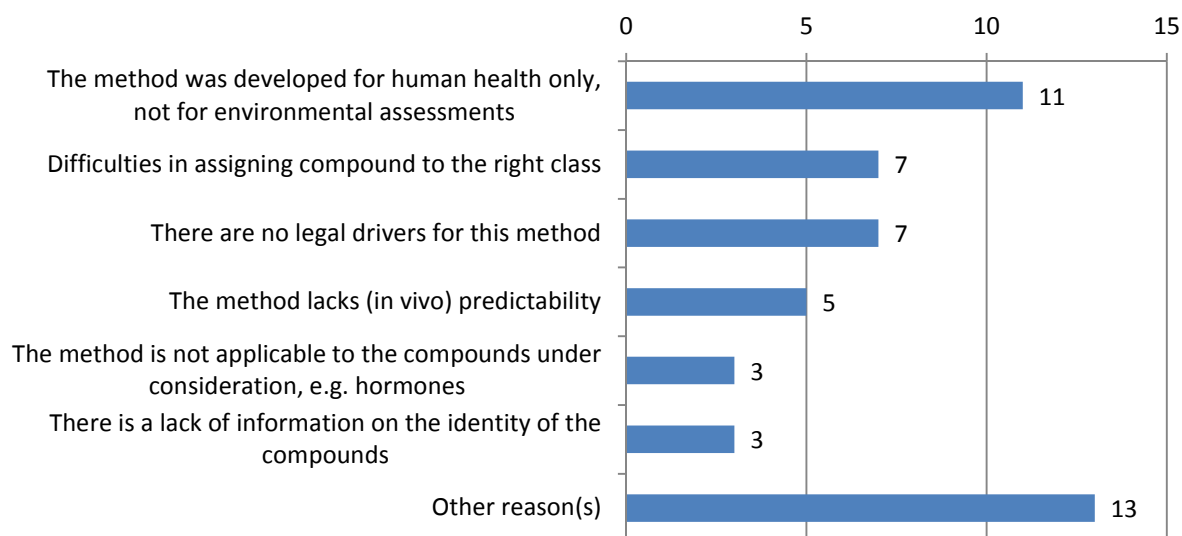 0 5 10 15
The method was developed for human health only,
not for environmental assessments
11
Difficulties in assigning compound to the right class
7
There are no legal drivers for this method
7
The method lacks (in vivo) predictability
5
The method is not applicable to the compounds under
consideration, e.g. hormones
3
There is a lack of information on the identity of the
compounds
3
Other reason(s)
13